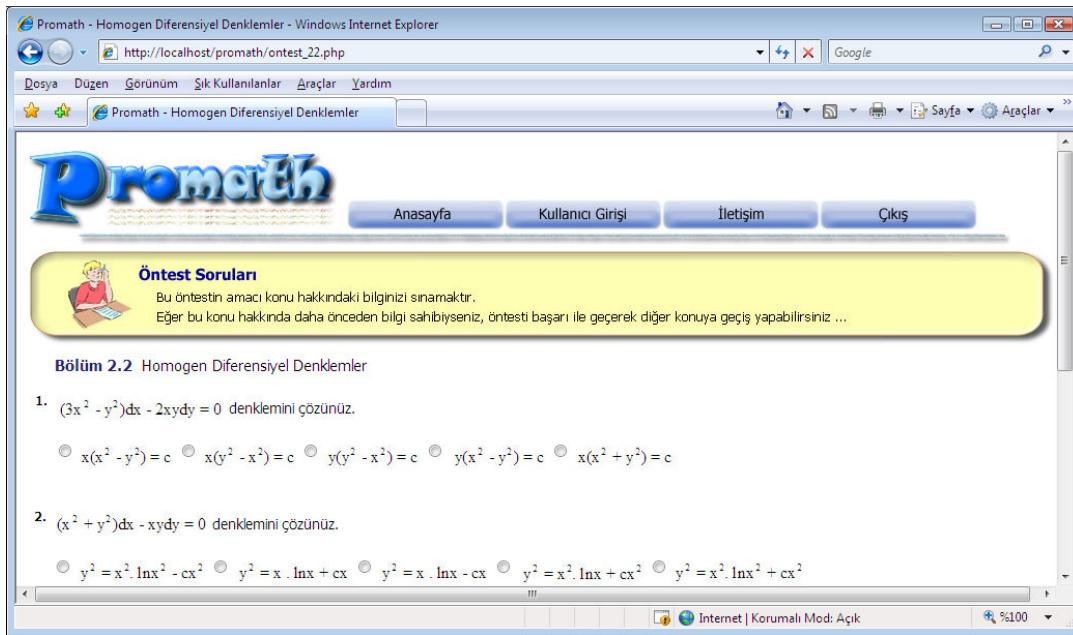 Promath - Homogen Diferensiyel Denklemler - Windows Internet Explorer
http://localhost/promath/ontest_22.php
Google
Dosya Düzen Görünüm Sık Kullanılanlar Araçlar Yardım
Promath - Homogen Diferensiyel Denklemler
Sayfa Araçlar
Promath
Anasayfa Kullanıcı Girişi İletişim Çıkış
Öntest Soruları
Bu öntestin amacı konu hakkındaki bilginizi sınamaktır.
Eğer bu konu hakkında daha önceden bilgi sahibiyseniz, öntesti başarı ile geçerek diğer konuya geçiş yapabilirsiniz ...
Bölüm 2.2 Homogen Diferensiyel Denklemler
1. (3x² - y²)dx - 2xydy = 0 denklemini çözünüz.
x(x² - y²) = c x(y² - x²) = c y(y² - x²) = c y(x² - y²) = c x(x² + y²) = c
2. (x² + y²)dx - xydy = 0 denklemini çözünüz.
y² = x². lnx² - cx² y² = x . lnx + cx y² = x . lnx - cx y² = x². lnx + cx² y² = x². lnx² + cx²
Internet | Korumalı Mod: Açık %100